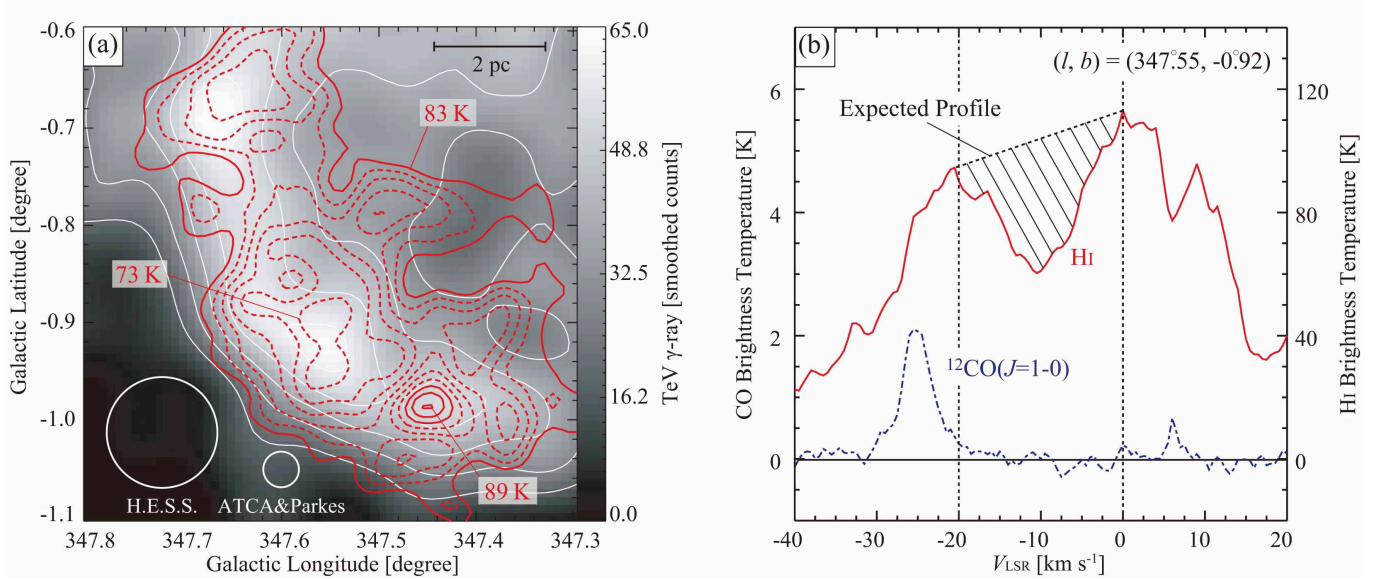 (a)
2 pc
83 K
73 K
89 K
H.E.S.S.
ATCA&Parkes
-0.6
-0.7
-0.8
-0.9
-1.0
-1.1
Galactic Latitude [degree]
347.8
347.7
347.6
347.5
347.4
347.3
Galactic Longitude [degree]
65.0
48.8
32.5
16.2
0.0
TeV γ-ray [smoothed counts]
(b)
(l, b) = (347.°55, -0.°92)
Expected Profile
HI
¹²CO(J=1-0)
6
4
2
0
CO Brightness Temperature [K]
120
80
40
0
HI Brightness Temperature [K]
-40
-30
-20
-10
0
10
20
VLSR [km s⁻¹]